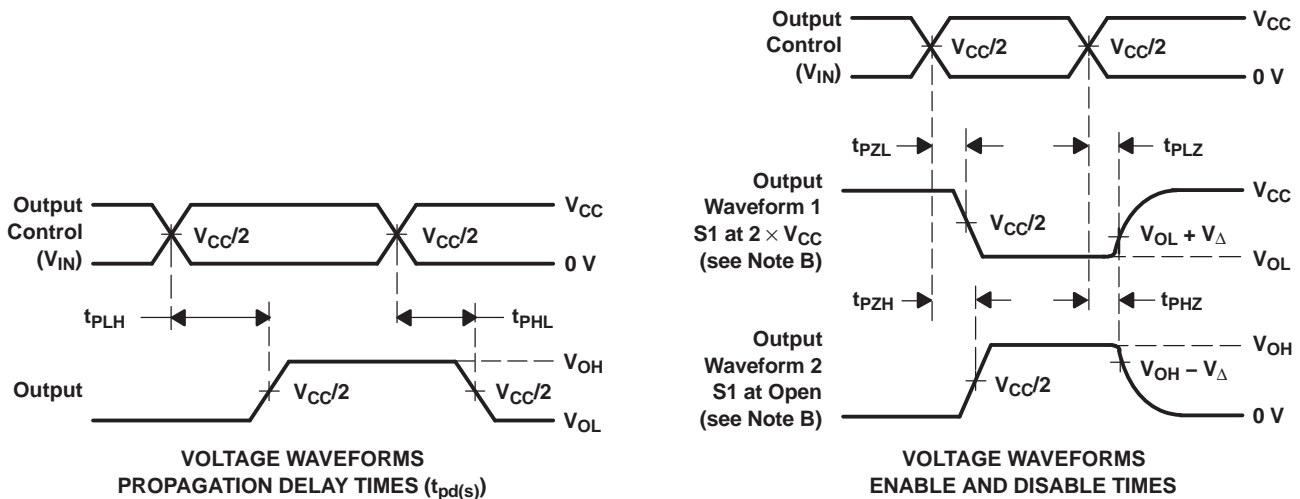 Output
Control
(VIN)
VCC
VCC/2
VCC/2
0 V
tPLH
tPHL
Output
VOH
VCC/2
VCC/2
VOL
VOLTAGE WAVEFORMS
PROPAGATION DELAY TIMES (tpd(s))
Output
Control
(VIN)
VCC
VCC/2
VCC/2
0 V
tPZL
tPLZ
Output
Waveform 1
S1 at 2 × VCC
(see Note B)
VCC
VCC/2
VOL + VΔ
VOL
tPZH
tPHZ
Output
Waveform 2
S1 at Open
(see Note B)
VOH
VCC/2
VOH − VΔ
0 V
VOLTAGE WAVEFORMS
ENABLE AND DISABLE TIMES